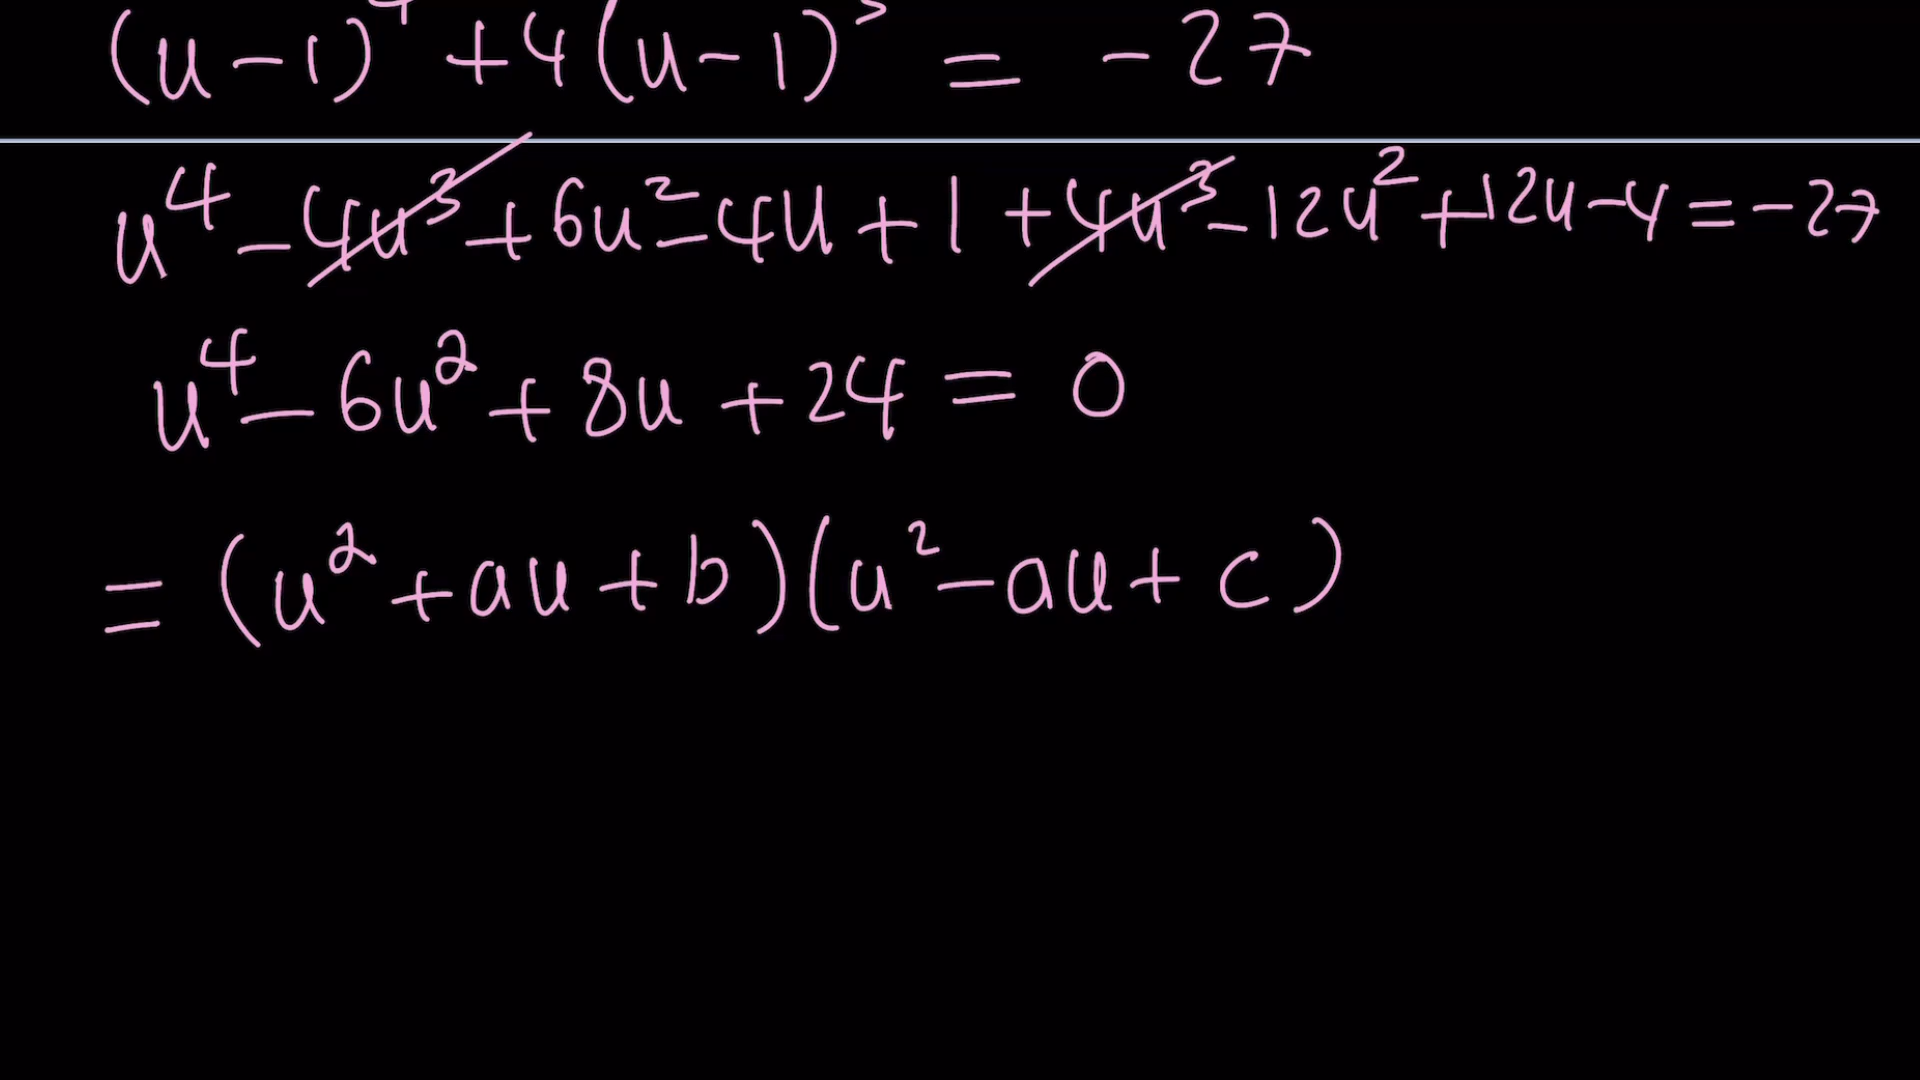 (u-1)⁴ +4(u-1)³ = -27
u⁴ -4u³ +6u² -4u +1 +4u³ -12u² +12u -4 = -27
u⁴ - 6u² + 8u + 24 = 0
= (u² + au + b)(u² - au + c)